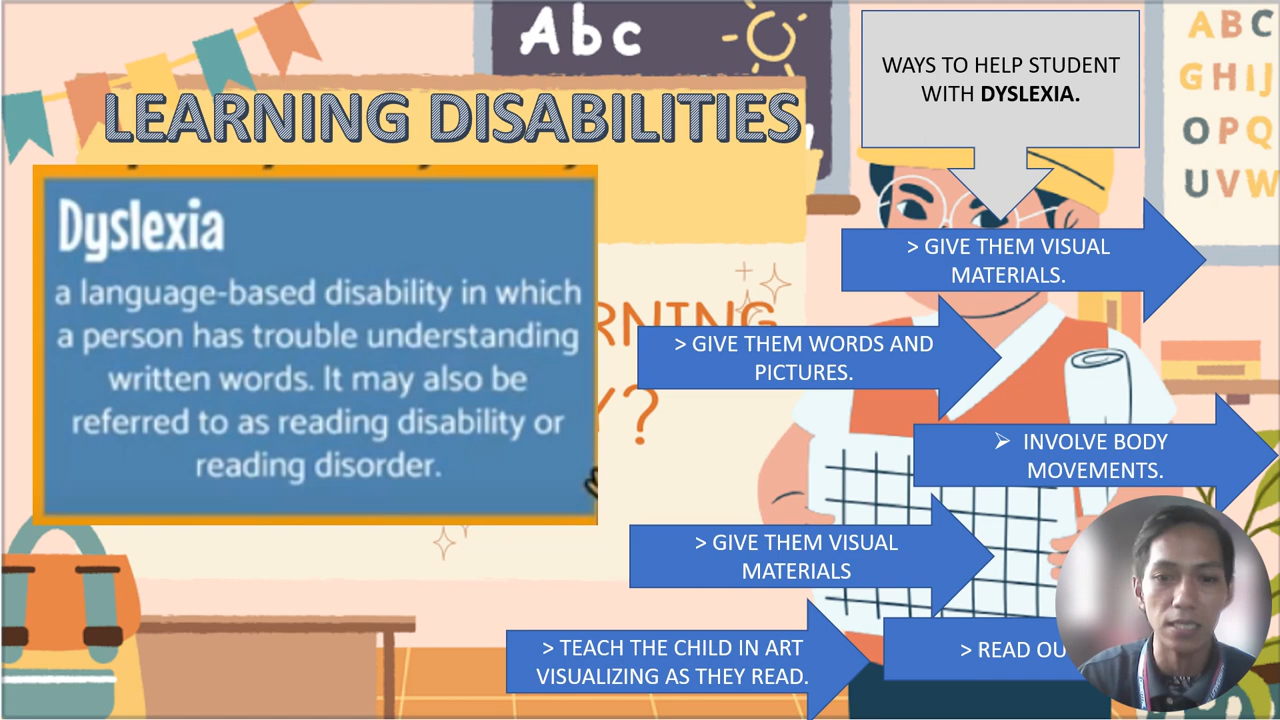 Abc
ABC
GHIJ
OPQ
UVW
LEARNING DISABILITIES
WAYS TO HELP STUDENT
WITH DYSLEXIA.
Dyslexia
a language-based disability in which
a person has trouble understanding
written words. It may also be
referred to as reading disability or
reading disorder.
> GIVE THEM VISUAL
MATERIALS.
> GIVE THEM WORDS AND
PICTURES.
➢ INVOLVE BODY
MOVEMENTS.
> GIVE THEM VISUAL
MATERIALS
> TEACH THE CHILD IN ART
VISUALIZING AS THEY READ.
> READ